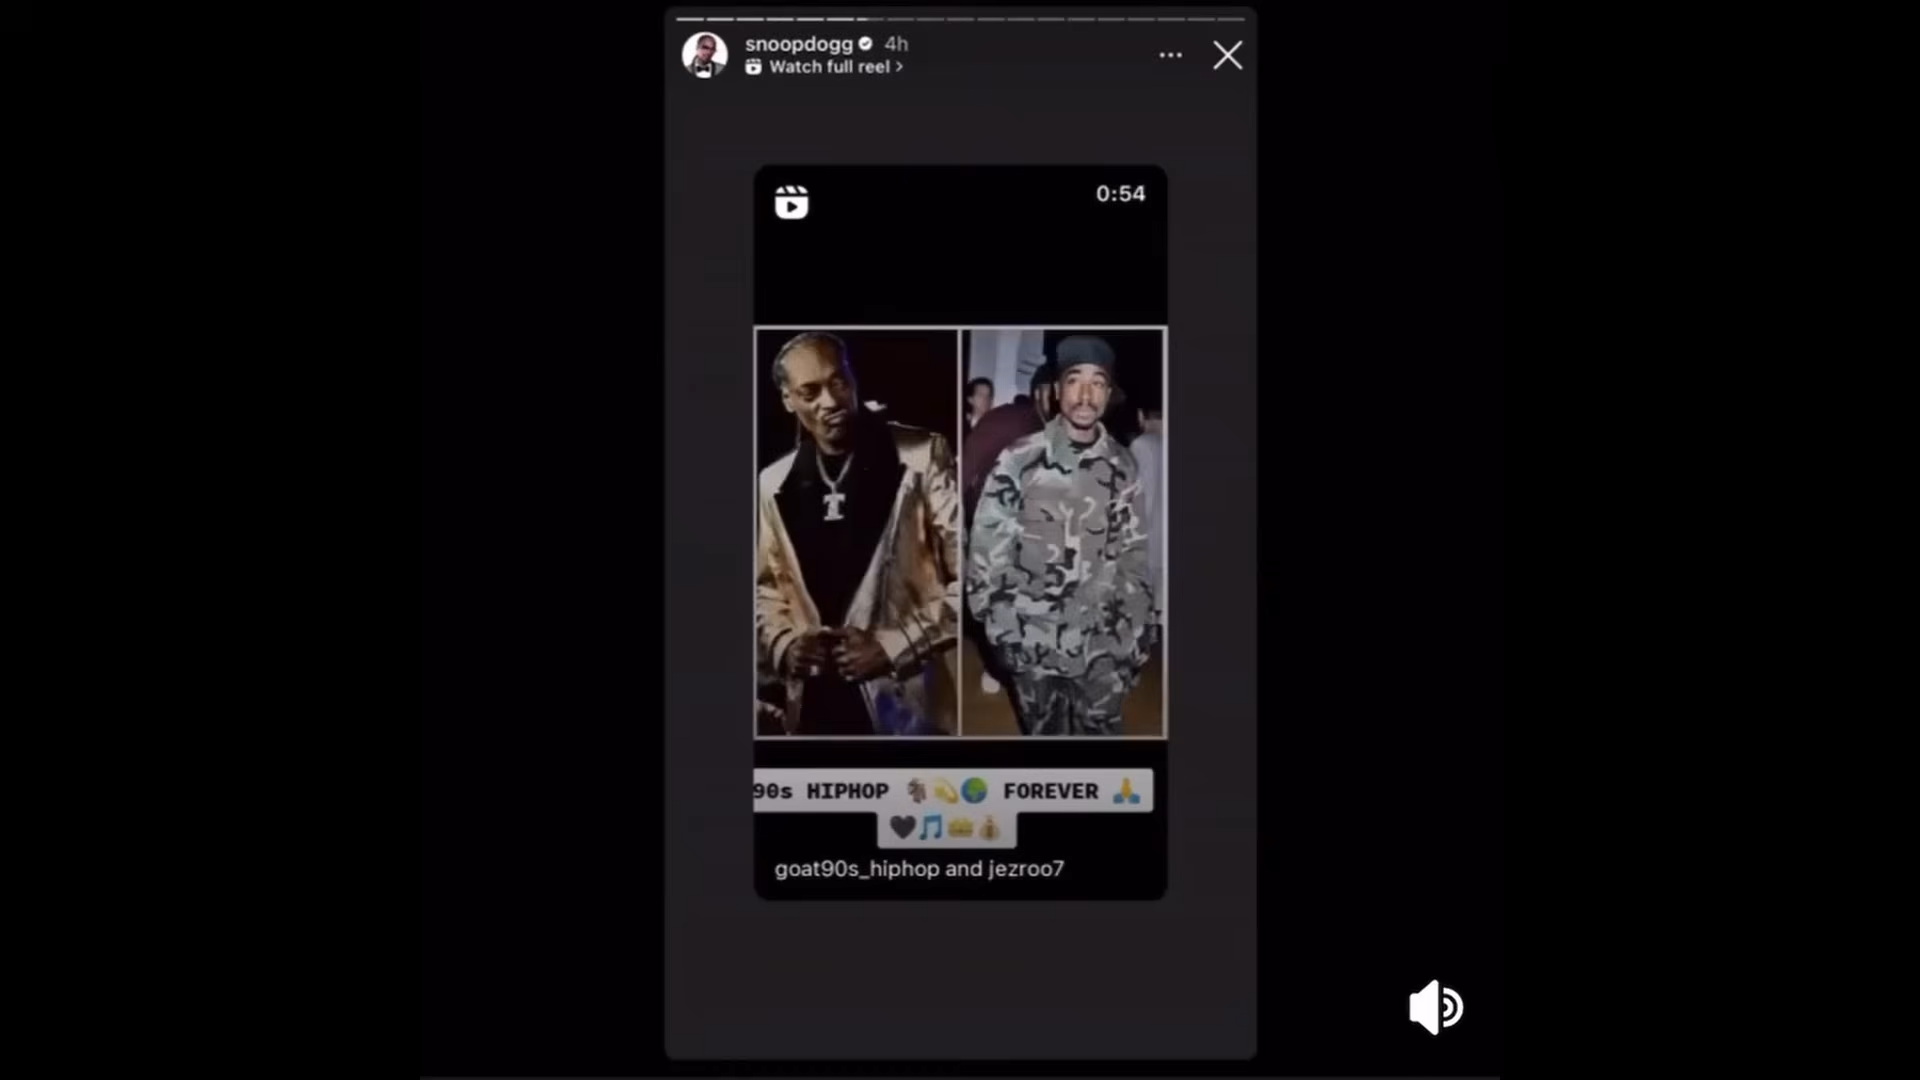 snoopdogg 4h
Watch full reel >
0:54
90s HIPHOP 🗿💫🌍 FOREVER 🙏
🖤🎵👑💰
goat90s_hiphop and jezroo7